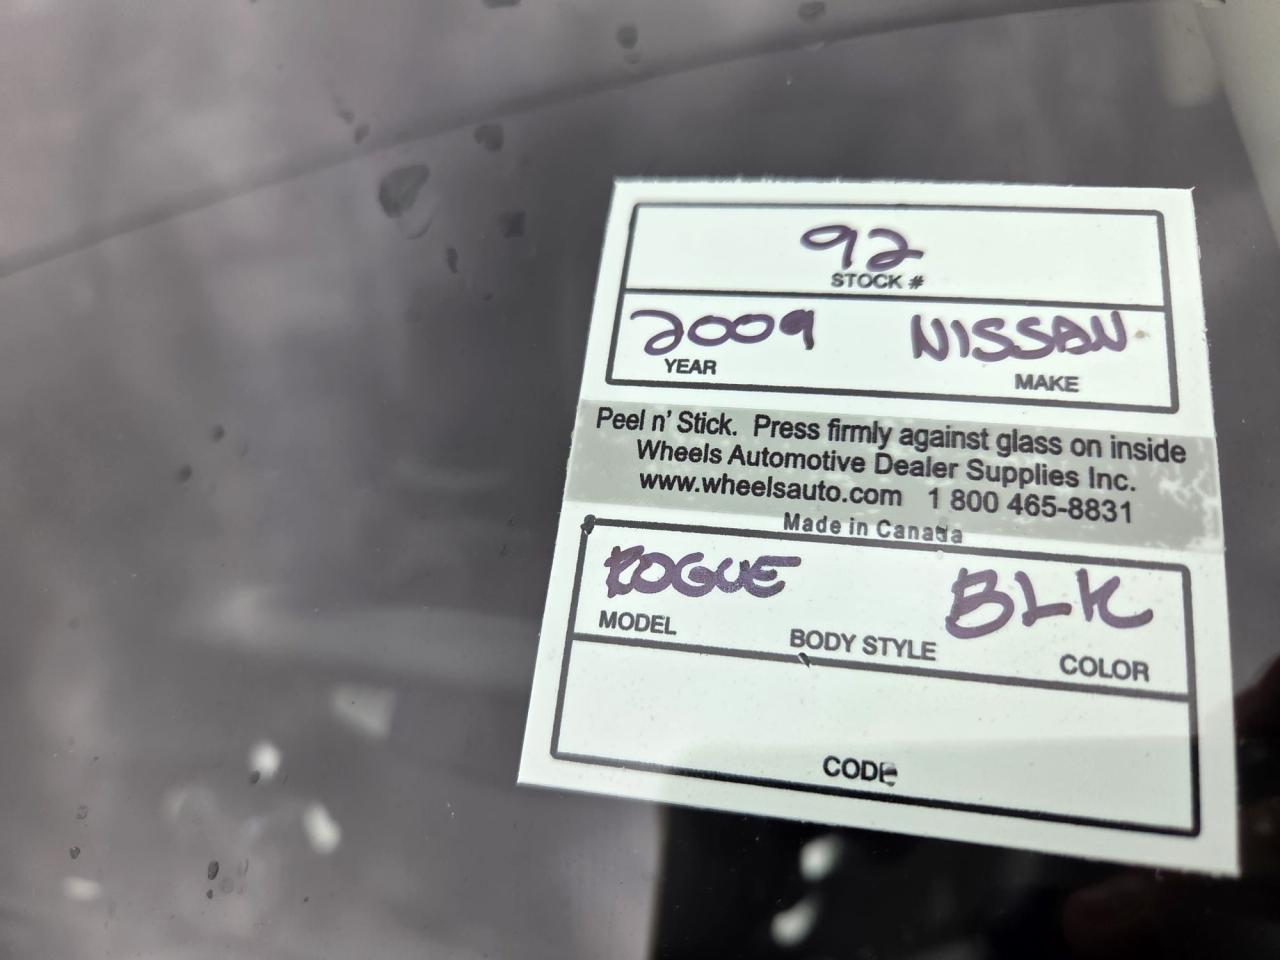 92
STOCK #
2009 NISSAN
YEAR MAKE
Peel n' Stick. Press firmly against glass on inside
Wheels Automotive Dealer Supplies Inc.
www.wheelsauto.com 1 800 465-8831
Made in Canada
ROGUE BLK
MODEL BODY STYLE COLOR
CODE